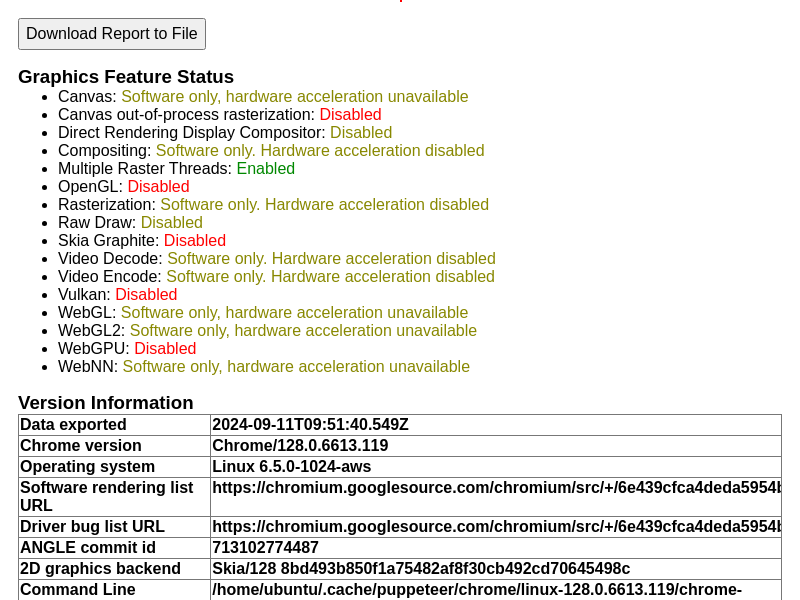 Download Report to File
Graphics Feature Status
Canvas: Software only, hardware acceleration unavailable
Canvas out-of-process rasterization: Disabled
Direct Rendering Display Compositor: Disabled
Compositing: Software only. Hardware acceleration disabled
Multiple Raster Threads: Enabled
OpenGL: Disabled
Rasterization: Software only. Hardware acceleration disabled
Raw Draw: Disabled
Skia Graphite: Disabled
Video Decode: Software only. Hardware acceleration disabled
Video Encode: Software only. Hardware acceleration disabled
Vulkan: Disabled
WebGL: Software only, hardware acceleration unavailable
WebGL2: Software only, hardware acceleration unavailable
WebGPU: Disabled
WebNN: Software only, hardware acceleration unavailable
Version Information
Data exported 2024-09-11T09:51:40.549Z
Chrome version Chrome/128.0.6613.119
Operating system Linux 6.5.0-1024-aws
Software rendering list https://chromium.googlesource.com/chromium/src/+/6e439cfca4deda5954b
URL
Driver bug list URL https://chromium.googlesource.com/chromium/src/+/6e439cfca4deda5954b
ANGLE commit id 713102774487
2D graphics backend Skia/128 8bd493b850f1a75482af8f30cb492cd70645498c
Command Line /home/ubuntu/.cache/puppeteer/chrome/linux-128.0.6613.119/chrome-